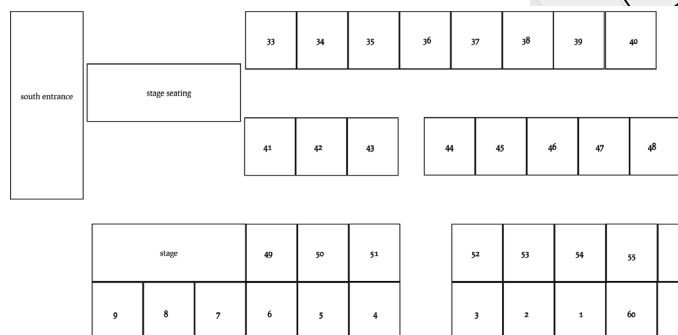 33 34 35 36 37 38 39 40
south entrance
stage seating
41 42 43 44 45 46 47 48
stage 49 50 51 52 53 54 55
9 8 7 6 5 4 3 2 1 60